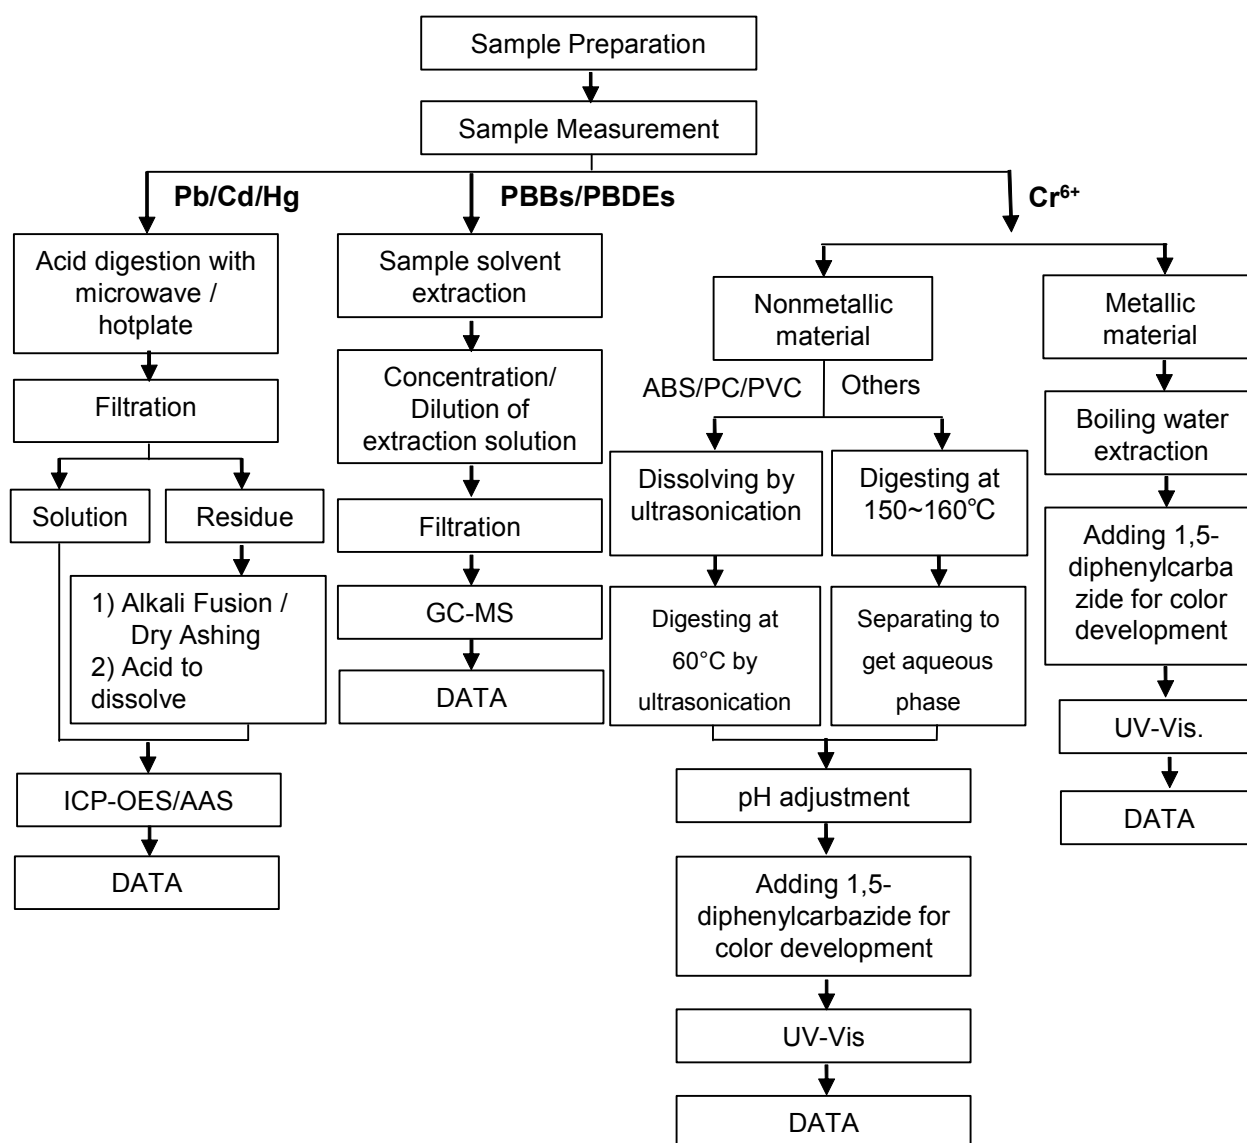 Sample Preparation
Sample Measurement
Pb/Cd/Hg
PBBs/PBDEs
Cr⁶⁺
Acid digestion with
microwave /
hotplate
Filtration
Solution
Residue
1) Alkali Fusion /
Dry Ashing
2) Acid to
dissolve
ICP-OES/AAS
DATA
Sample solvent
extraction
Concentration/
Dilution of
extraction solution
Filtration
GC-MS
DATA
Nonmetallic
material
ABS/PC/PVC
Others
Dissolving by
ultrasonication
Digesting at
60°C by
ultrasonication
Digesting at
150~160℃
Separating to
get aqueous
phase
pH adjustment
Adding 1,5-
diphenylcarbazide for
color development
UV-Vis
DATA
Metallic
material
Boiling water
extraction
Adding 1,5-
diphenylcarba
zide for color
development
UV-Vis.
DATA